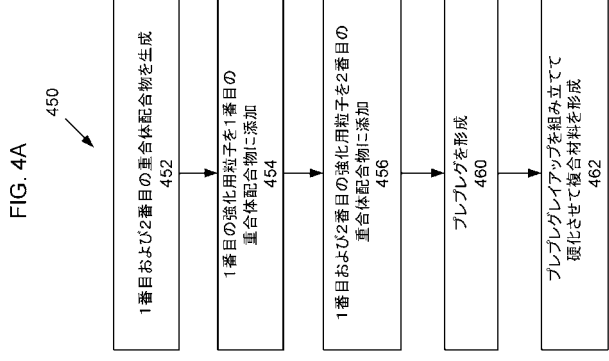 FIG. 4A
450
1番目および2番目の重合体配合物を生成
452
1番目の強化用粒子を1番目の
重合体配合物に添加
454
1番目および2番目の強化用粒子を2番目の
重合体配合物に添加
456
プレプレグを形成
460
プレプレグレイアップを組み立てて
硬化させて複合材料を形成
462